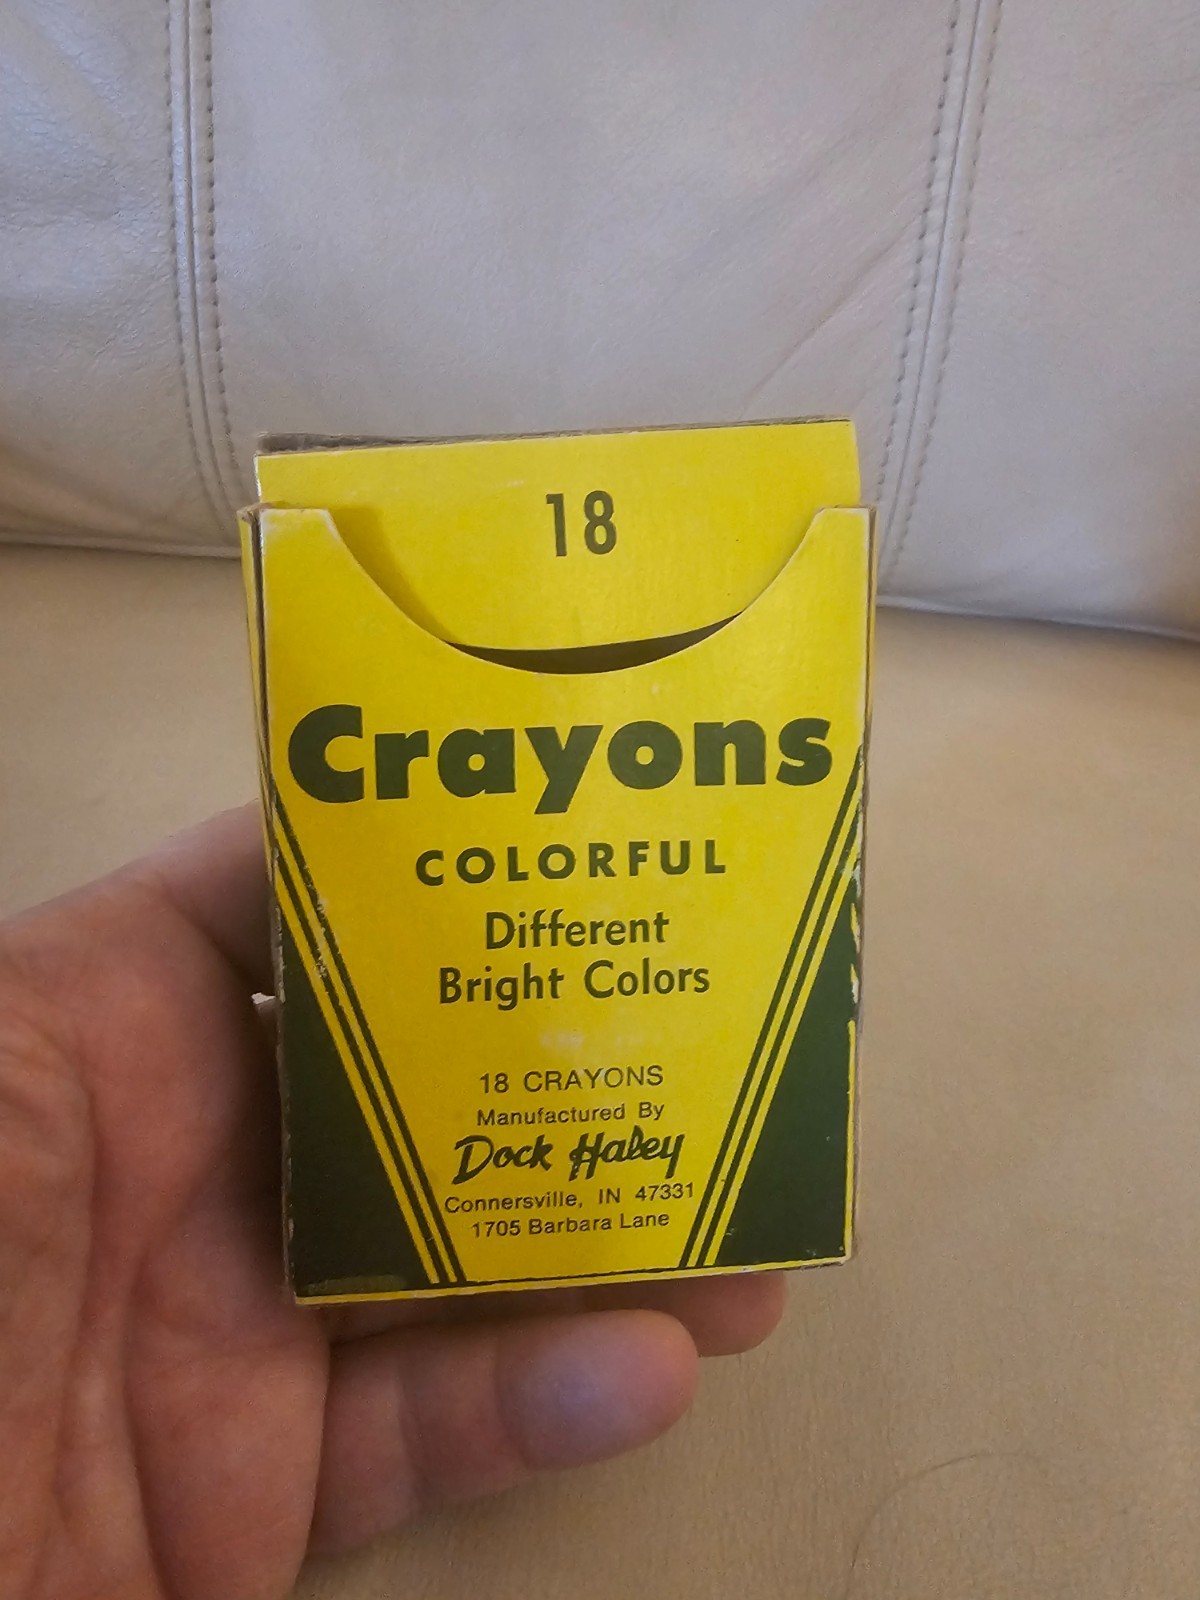 18
Crayons
COLORFUL
Different
Bright Colors
18 CRAYONS
Manufactured By
Dock Haley
Connersville, IN 47331
1705 Barbara Lane